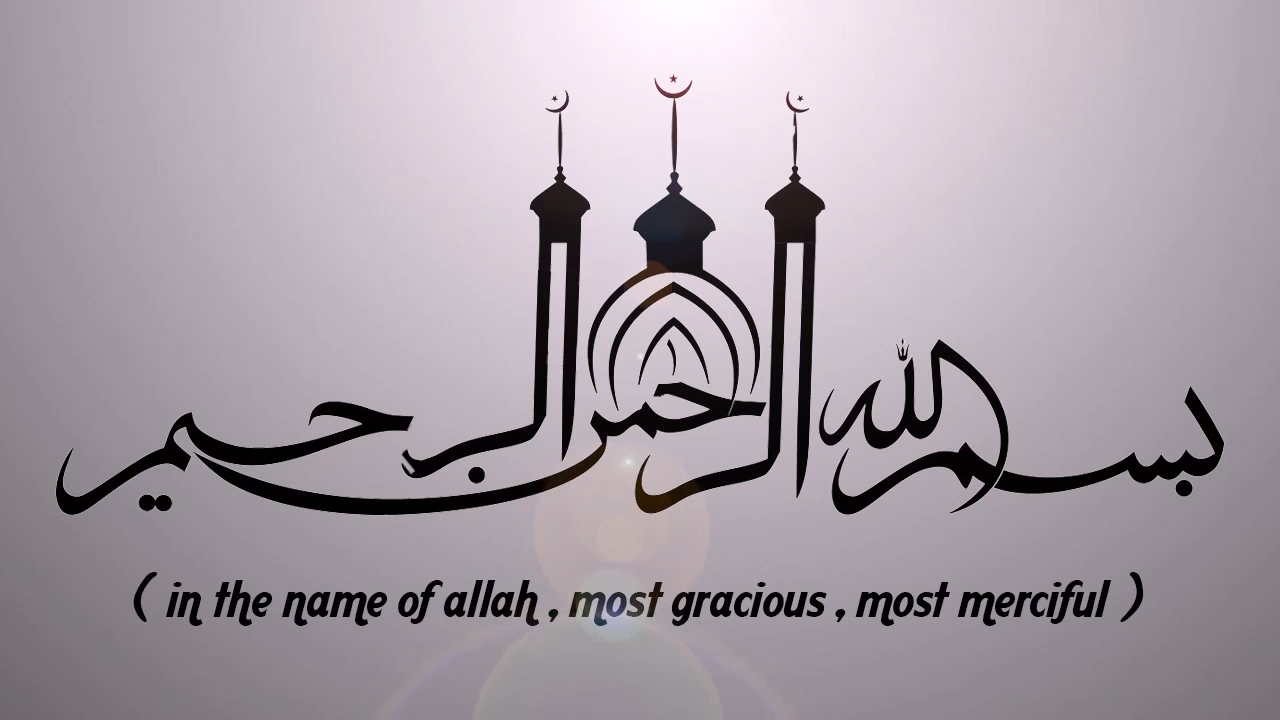 بسم الله الرحمن الرحيم
( in the name of allah , most gracious , most merciful )